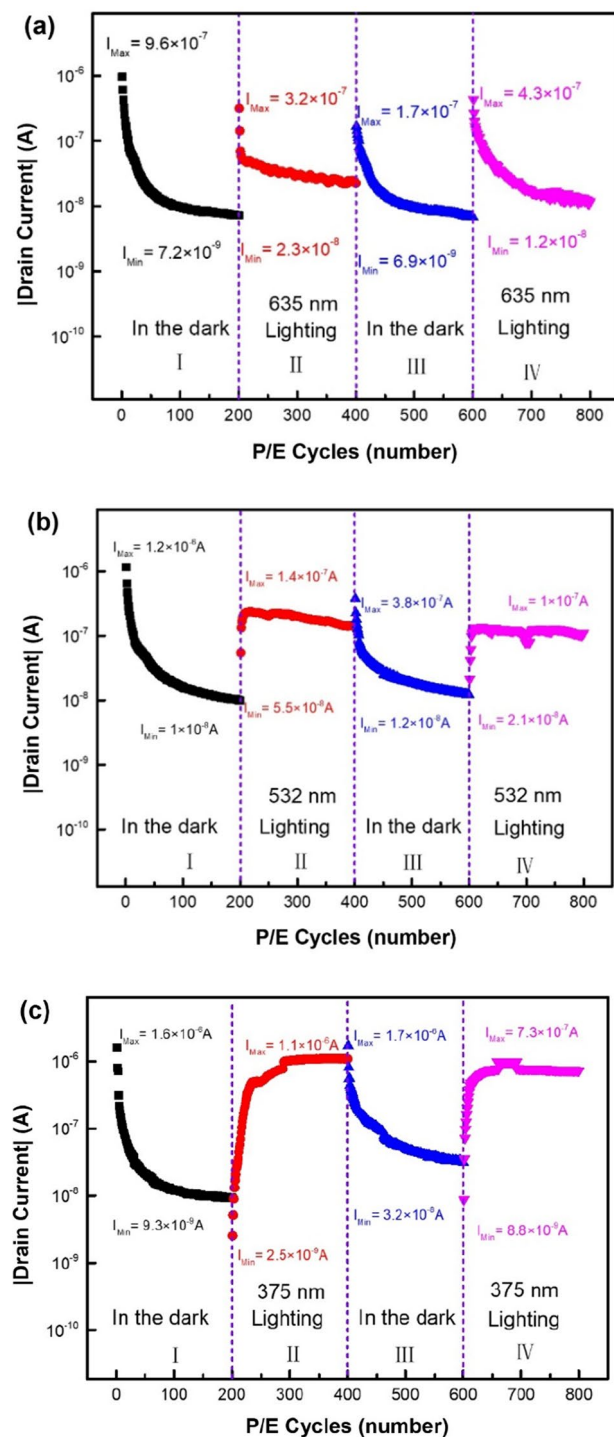 (a)
I_Max = 9.6×10^-7
I_Max = 3.2×10^-7
I_Max = 1.7×10^-7
I_Max = 4.3×10^-7
10^-6
10^-7
10^-8
10^-9
10^-10
|Drain Current| (A)
I_Min = 7.2×10^-9
I_Min = 2.3×10^-8
I_Min = 6.9×10^-9
I_Min = 1.2×10^-8
In the dark
I
635 nm
Lighting
II
In the dark
III
635 nm
Lighting
IV
0 100 200 300 400 500 600 700 800
P/E Cycles (number)
(b)
I_Max = 1.2×10^-6A
I_Max = 1.4×10^-7A
I_Max = 3.8×10^-7A
I_Max = 1×10^-7A
10^-6
10^-7
10^-8
10^-9
10^-10
|Drain Current| (A)
I_Min = 1×10^-8A
I_Min = 5.5×10^-8A
I_Min = 1.2×10^-8A
I_Min = 2.1×10^-8A
In the dark
I
532 nm
Lighting
II
In the dark
III
532 nm
Lighting
IV
0 100 200 300 400 500 600 700 800
P/E Cycles (number)
(c)
I_Max = 1.6×10^-6A
I_Max = 1.1×10^-6A
I_Max = 1.7×10^-6A
I_Max = 7.3×10^-7A
10^-6
10^-7
10^-8
10^-9
10^-10
|Drain Current| (A)
I_Min = 9.3×10^-9A
I_Min = 2.5×10^-9A
I_Min = 3.2×10^-8A
I_Min = 8.8×10^-9A
In the dark
I
375 nm
Lighting
II
In the dark
III
375 nm
Lighting
IV
0 100 200 300 400 500 600 700 800
P/E Cycles (number)